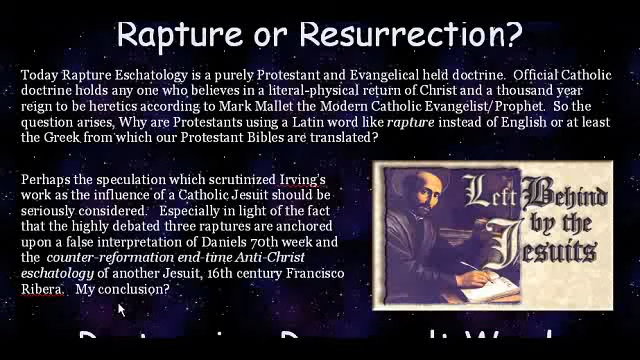 Rapture or Resurrection?
Today Rapture Eschatology is a purely Protestant and Evangelical held doctrine. Official Catholic
doctrine holds any one who believes in a literal-physical return of Christ and a thousand year
reign to be heretics according to Mark Mallet the Modern Catholic Evangelist/Prophet. So the
question arises, Why are Protestants using a Latin word like rapture instead of English or at least
the Greek from which our Protestant Bibles are translated?
Perhaps the speculation which scrutinized Irving's
work as the influence of a Catholic Jesuit should be
seriously considered. Especially in light of the fact
that the highly debated three raptures are anchored
upon a false interpretation of Daniels 70th week and
the counter-reformation end-time Anti-Christ
eschatology of another Jesuit, 16th century Francisco
Ribera. My conclusion?
Left Behind
by the
Jesuits